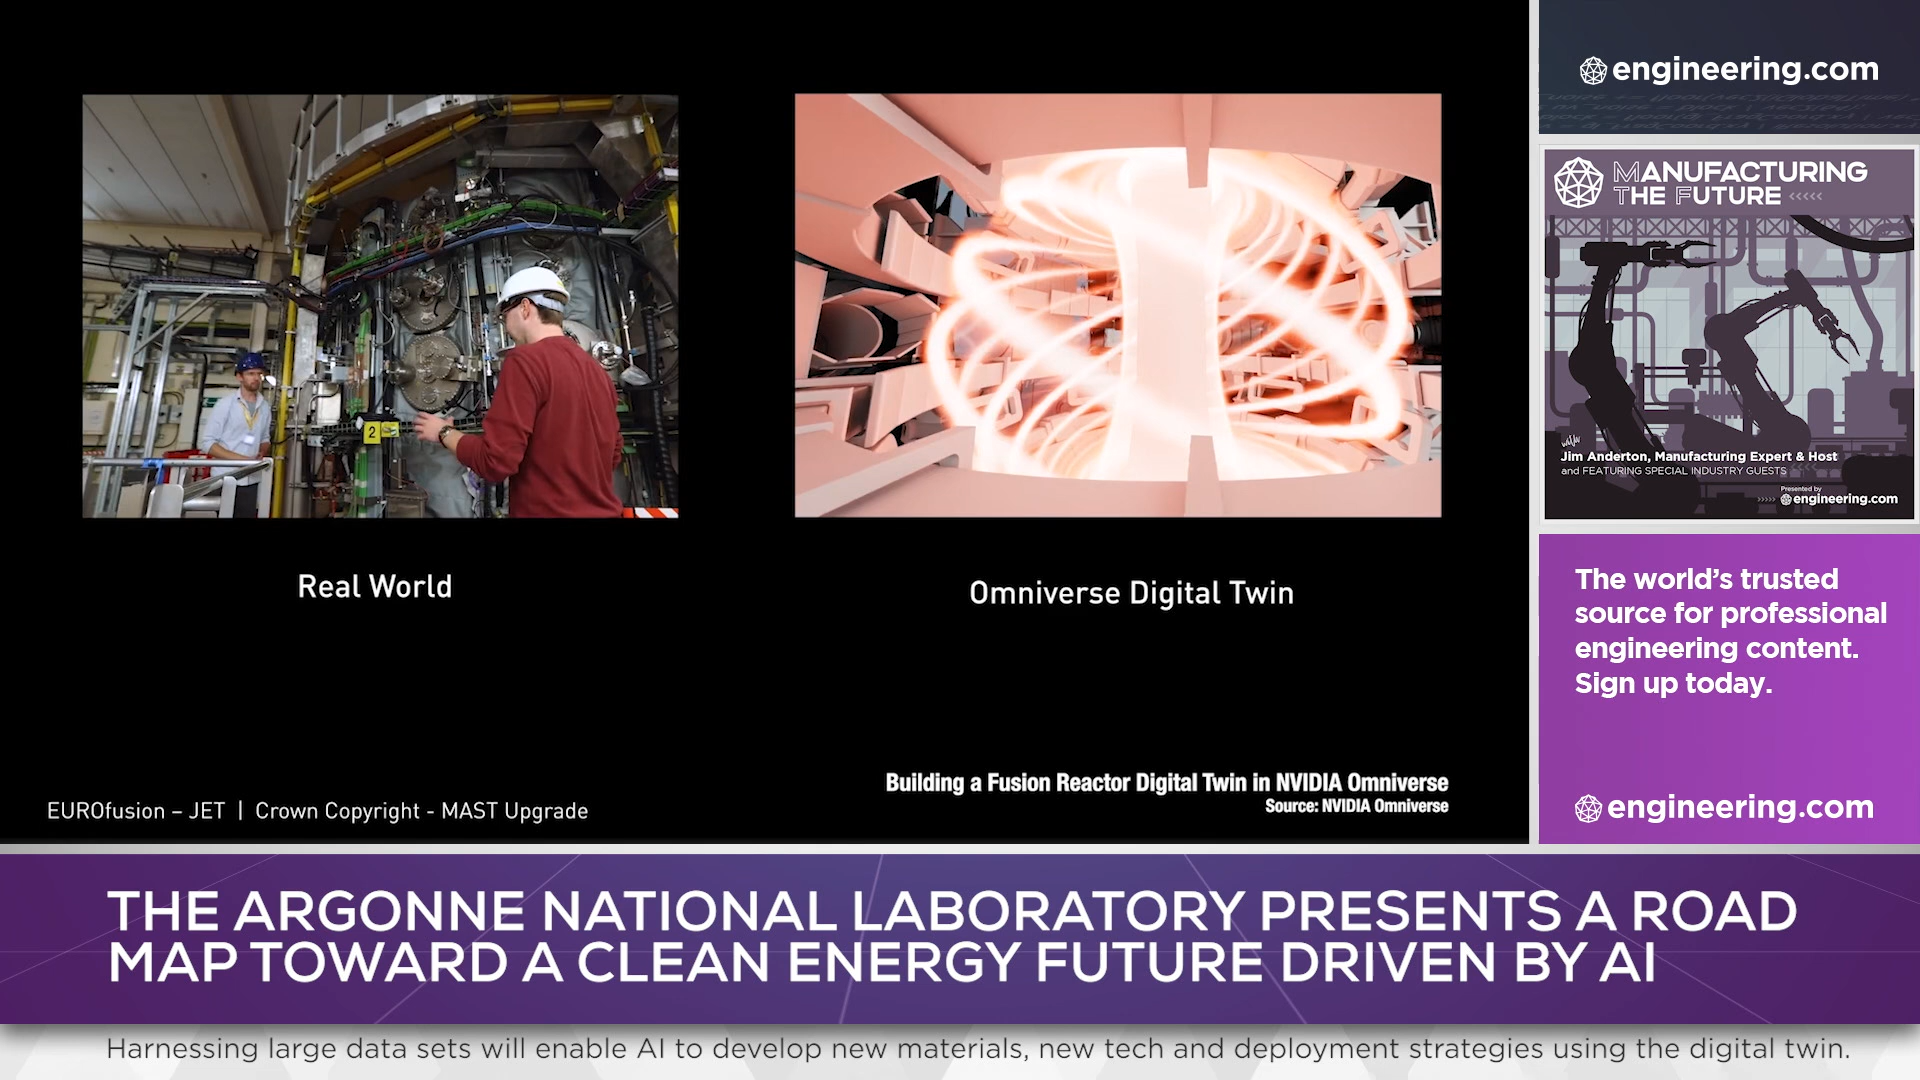 Real World
Omniverse Digital Twin
EUROfusion – JET | Crown Copyright - MAST Upgrade
Building a Fusion Reactor Digital Twin in NVIDIA Omniverse
Source: NVIDIA Omniverse
2
engineering.com
MANUFACTURING
THE FUTURE <<<<<
Jim Anderton, Manufacturing Expert & Host
and FEATURING SPECIAL INDUSTRY GUESTS
Presented by
>>>>> engineering.com
The world’s trusted
source for professional
engineering content.
Sign up today.
engineering.com
THE ARGONNE NATIONAL LABORATORY PRESENTS A ROAD
MAP TOWARD A CLEAN ENERGY FUTURE DRIVEN BY AI
Harnessing large data sets will enable AI to develop new materials, new tech and deployment strategies using the digital twin.